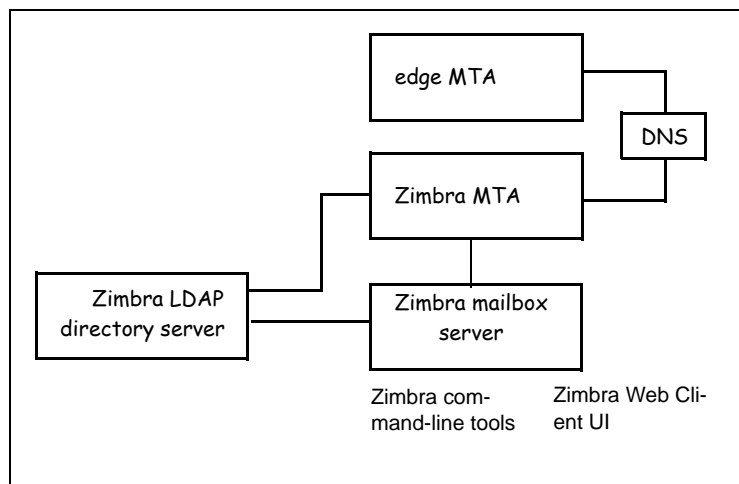 edge MTA
DNS
Zimbra MTA
Zimbra LDAP
directory server
Zimbra mailbox
server
Zimbra com-
mand-line tools
Zimbra Web Cli-
ent UI